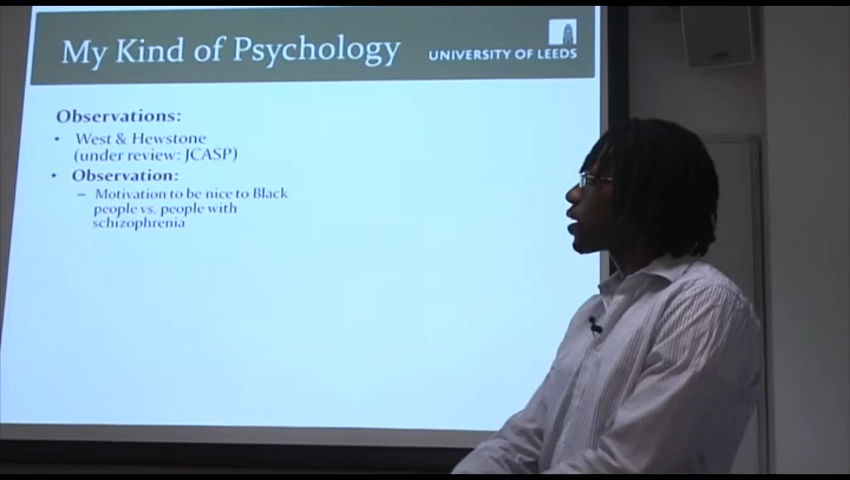 My Kind of Psychology
UNIVERSITY OF LEEDS
Observations:
• West & Hewstone
(under review: JCASP)
• Observation:
– Motivation to be nice to Black
people vs. people with
schizophrenia